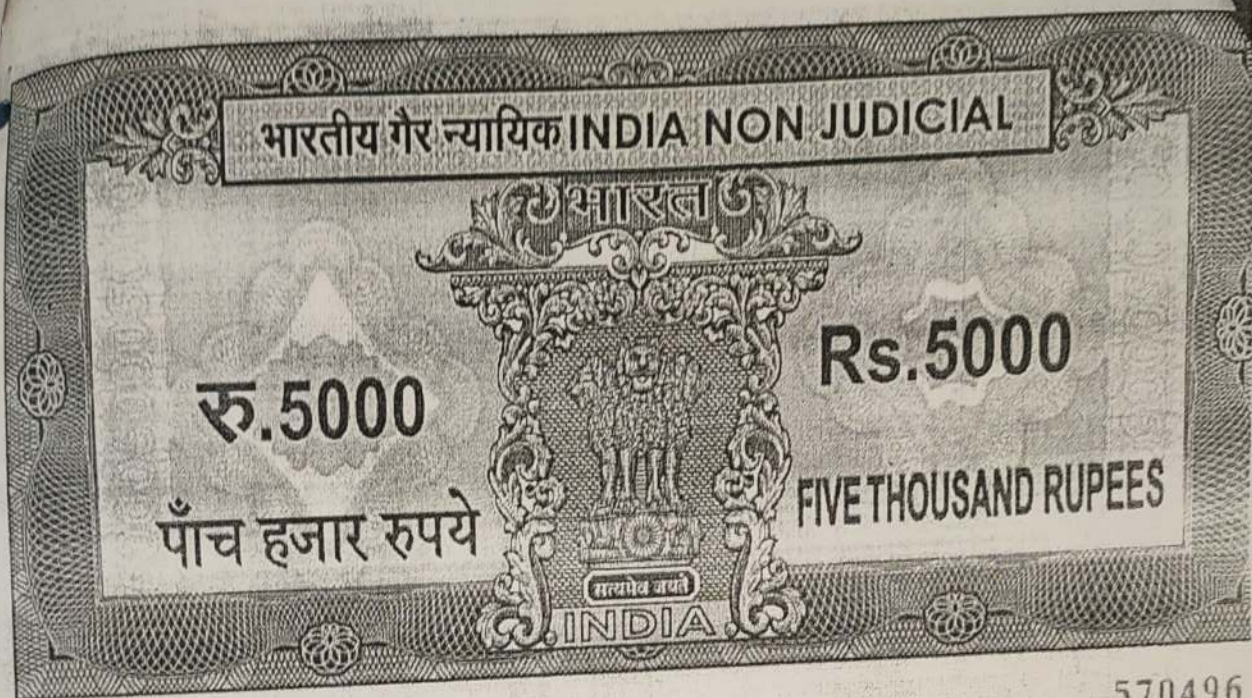 भारतीय गैर न्यायिक INDIA NON JUDICIAL
भारत
रु.5000
Rs.5000
पाँच हजार रुपये
FIVE THOUSAND RUPEES
सत्यमेव जयते
INDIA
570496